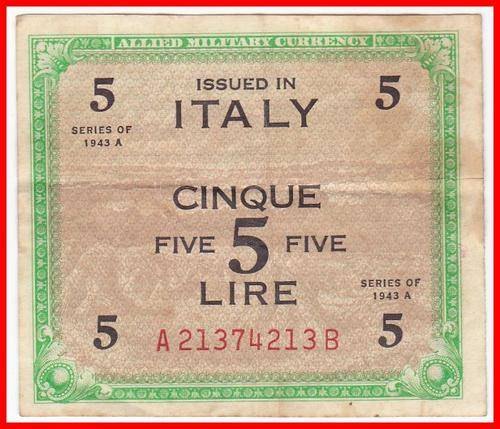 ALLIED MILITARY CURRENCY
5 ISSUED IN 5
ITALY
SERIES OF
1943 A
CINQUE
FIVE 5 FIVE
LIRE
SERIES OF
1943 A
5 A21374213B 5